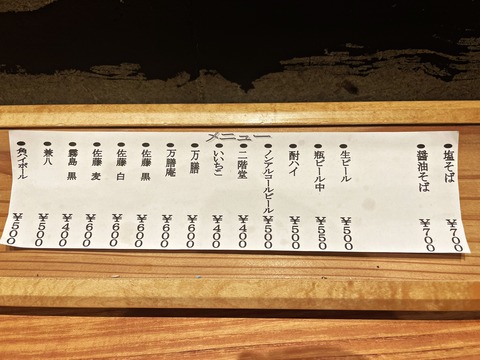 メニュー
●塩そば ¥700
●醤油そば ¥700
●生ビール ¥500
●瓶ビール中 ¥550
●酎ハイ ¥500
●ノンアルコールビール ¥500
●二階堂 ¥400
●いいちこ ¥400
●万膳 ¥600
●万膳庵 ¥600
●佐藤 黒 ¥600
●佐藤 白 ¥600
●佐藤 麦 ¥600
●霧島 黒 ¥400
●兼八 ¥500
●角ハイボール ¥500